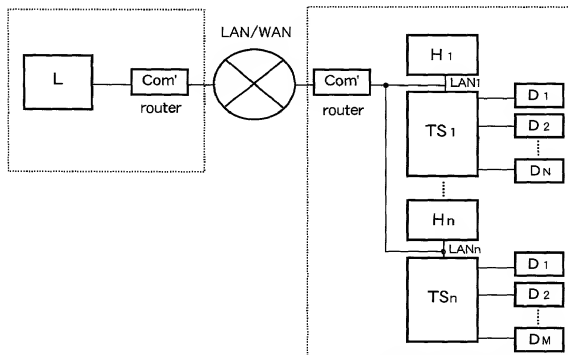 LAN/WAN
L
Com'
router
Com'
router
H1
LAN1
TS1
D1
D2
DN
Hn
LANn
TSn
D1
D2
DM